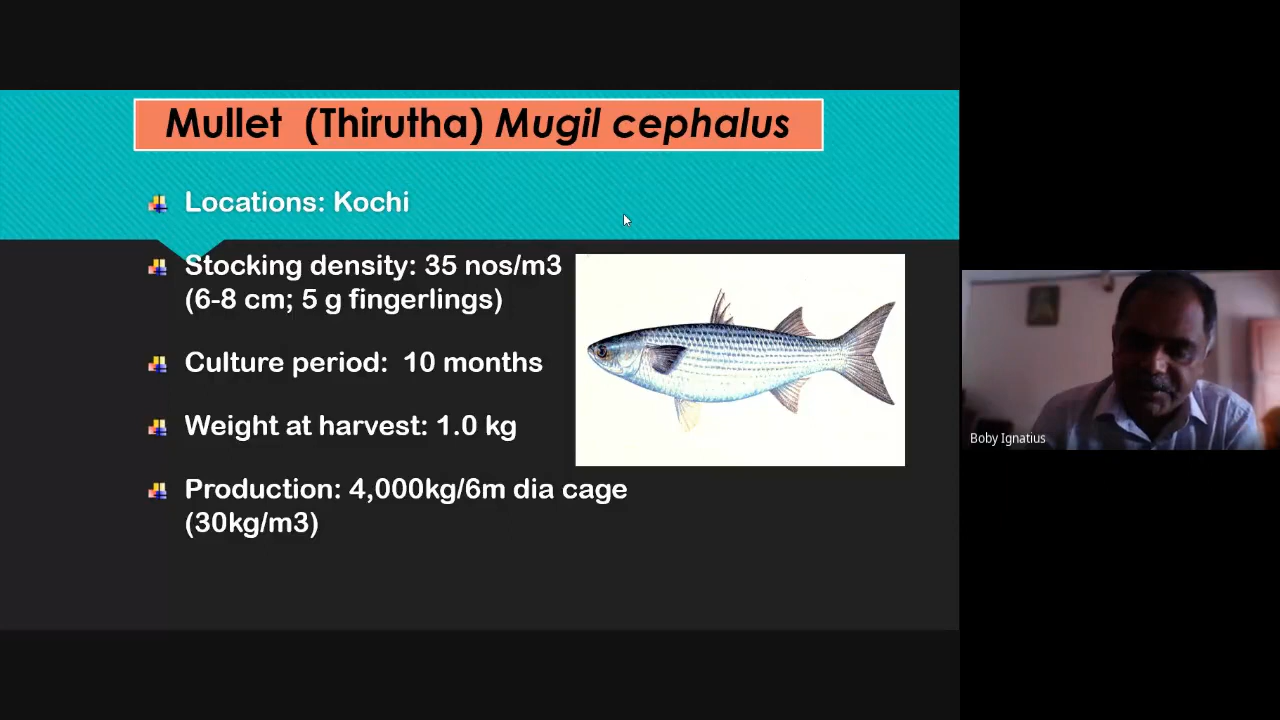 Mullet (Thirutha) Mugil cephalus
Locations: Kochi
Stocking density: 35 nos/m3
(6-8 cm; 5 g fingerlings)
Culture period: 10 months
Weight at harvest: 1.0 kg
Production: 4,000kg/6m dia cage
(30kg/m3)
Boby Ignatius